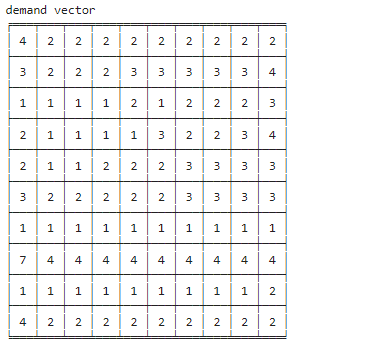 demand vector
4 2 2 2 2 2 2 2 2 2
3 2 2 2 3 3 3 3 3 4
1 1 1 1 2 1 2 2 2 3
2 1 1 1 1 3 2 2 3 4
2 1 1 2 2 2 3 3 3 3
3 2 2 2 2 2 3 3 3 3
1 1 1 1 1 1 1 1 1 1
7 4 4 4 4 4 4 4 4 4
1 1 1 1 1 1 1 1 1 2
4 2 2 2 2 2 2 2 2 2